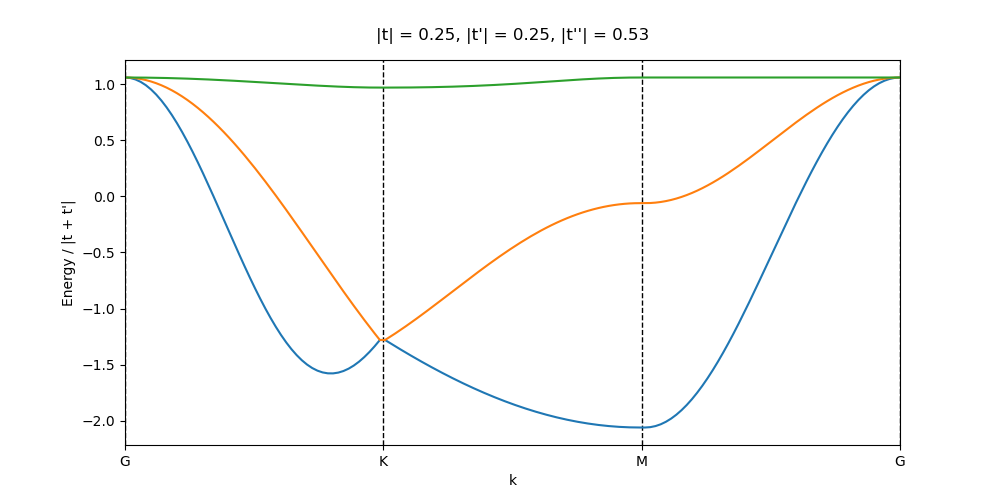 |t| = 0.25, |t'| = 0.25, |t''| = 0.53
1.0
0.5
0.0
−0.5
−1.0
−1.5
−2.0
Energy / |t + t'|
G K M G
k